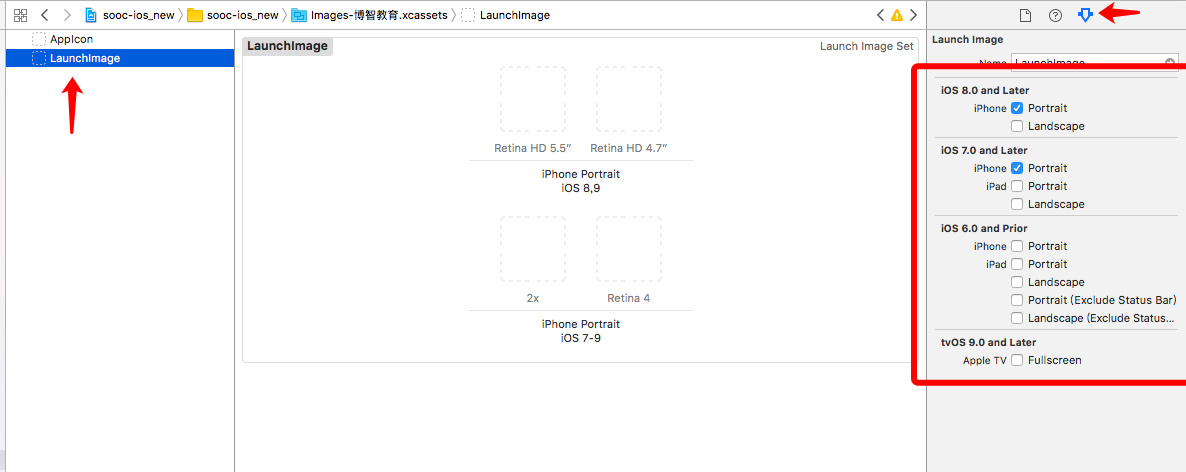 sooc-ios_new
sooc-ios_new
Images-博智教育.xcassets
LaunchImage
AppIcon
LaunchImage
LaunchImage
Launch Image Set
Retina HD 5.5″
Retina HD 4.7″
iPhone Portrait
iOS 8,9
2x
Retina 4
iPhone Portrait
iOS 7-9
Launch Image
Name LaunchImage
iOS 8.0 and Later
iPhone Portrait
Landscape
iOS 7.0 and Later
iPhone Portrait
iPad Portrait
Landscape
iOS 6.0 and Prior
iPhone Portrait
iPad Portrait
Landscape
Portrait (Exclude Status Bar)
Landscape (Exclude Status...
tvOS 9.0 and Later
Apple TV Fullscreen